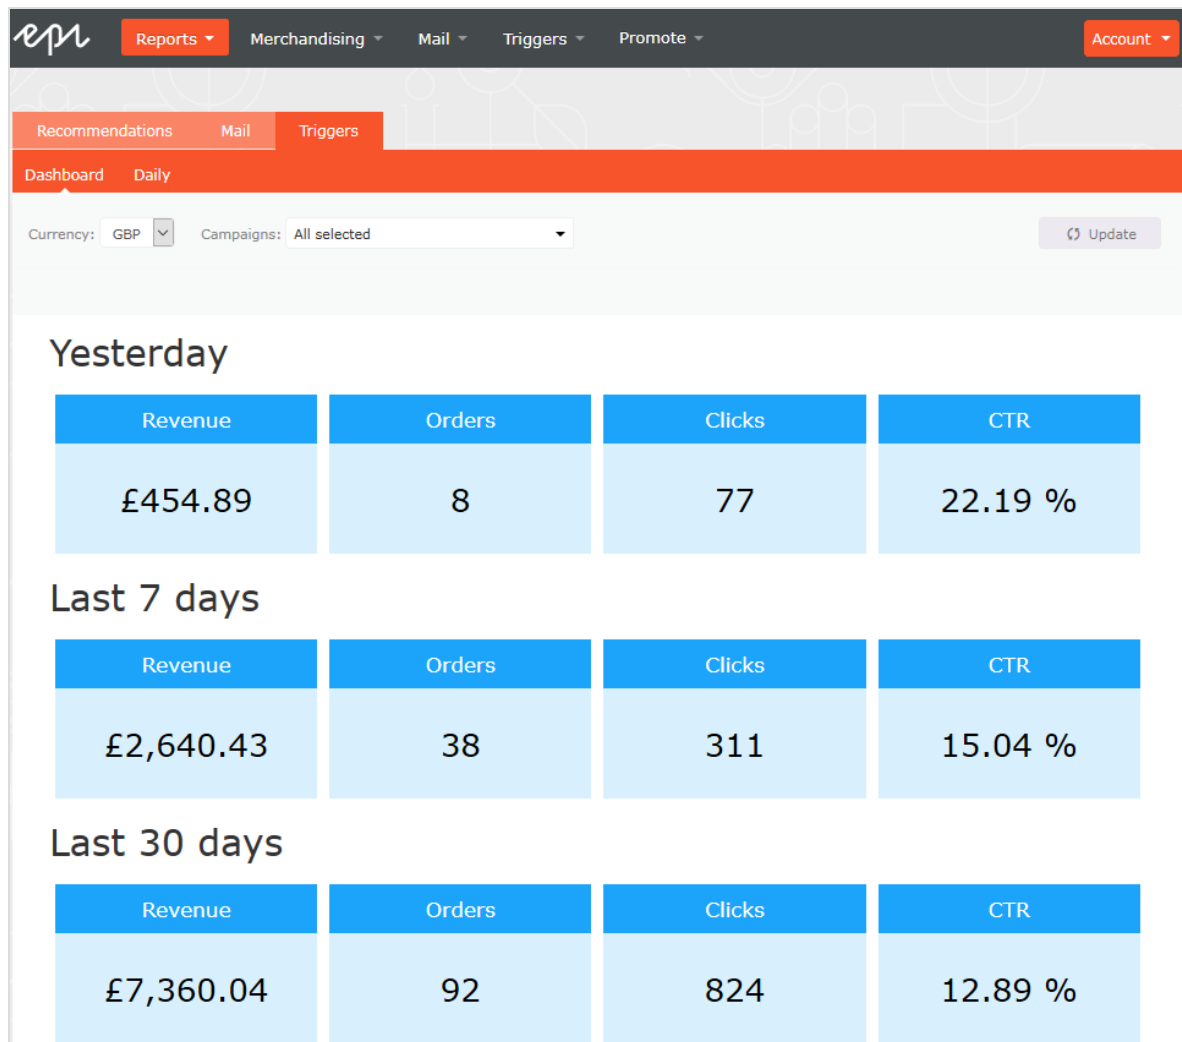 epi Reports Merchandising Mail Triggers Promote Account
Recommendations Mail Triggers
Dashboard Daily
Currency: GBP Campaigns: All selected Update
Yesterday
Revenue Orders Clicks CTR
£454.89 8 77 22.19 %
Last 7 days
Revenue Orders Clicks CTR
£2,640.43 38 311 15.04 %
Last 30 days
Revenue Orders Clicks CTR
£7,360.04 92 824 12.89 %